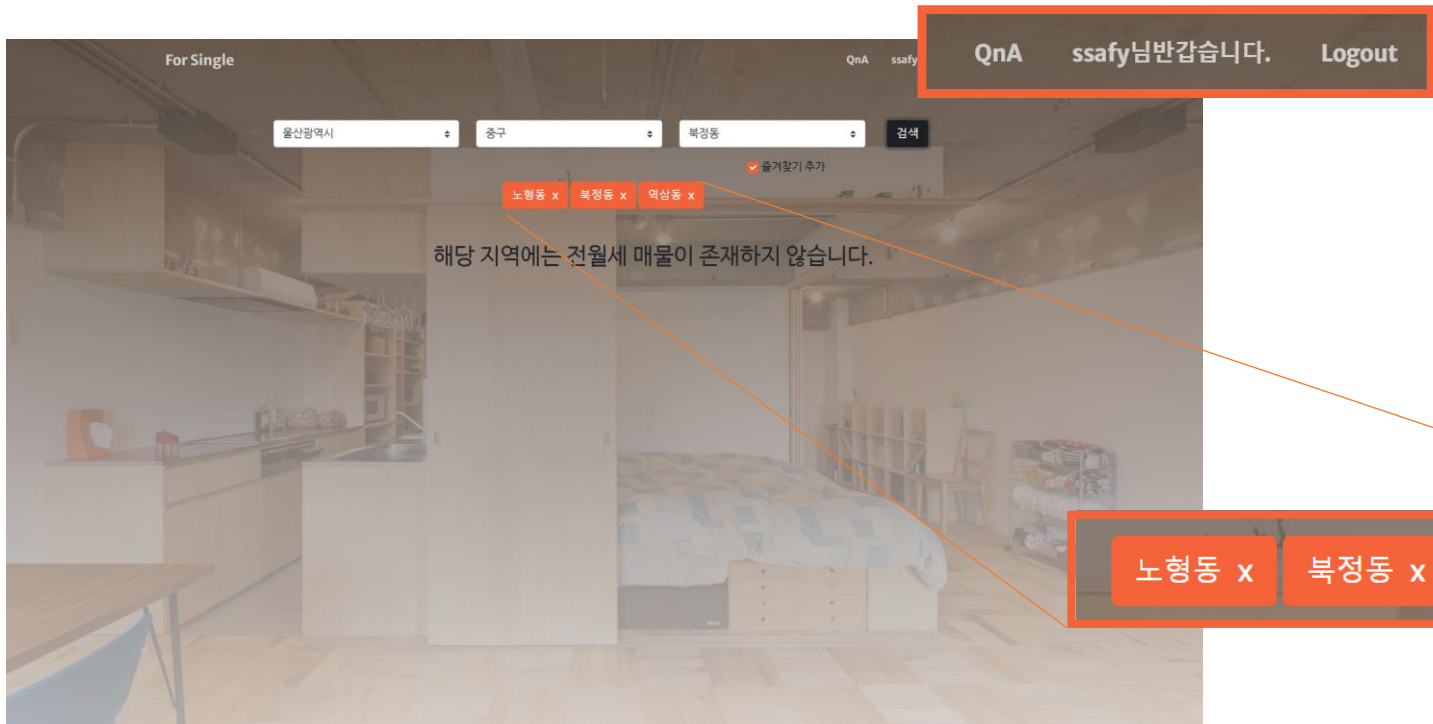 For Single QnA ssafy
QnA ssafy님반갑습니다. Logout
울산광역시 중구 북정동 검색
즐겨찾기 추가
노형동 x 북정동 x 역삼동 x
해당 지역에는 전월세 매물이 존재하지 않습니다.
노형동 x 북정동 x